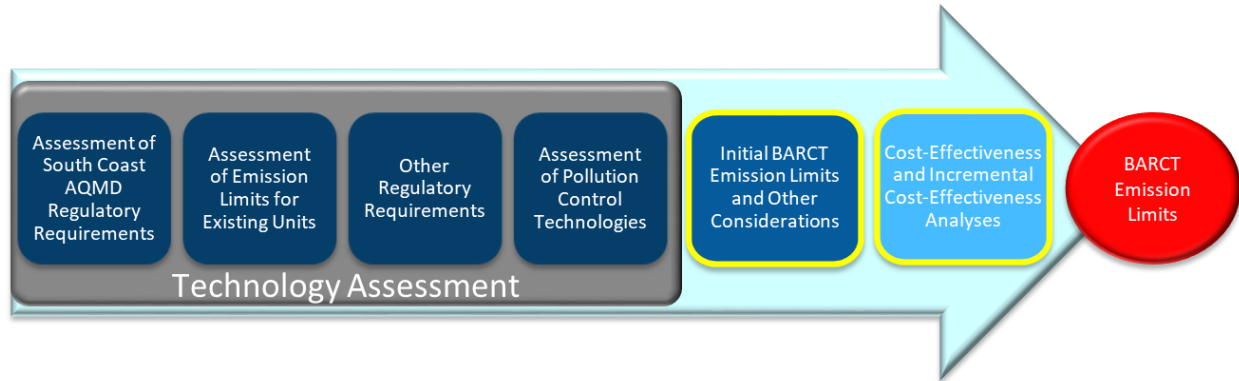 Assessment of
South Coast
AQMD
Regulatory
Requirements
Assessment
of Emission
Limits for
Existing Units
Other
Regulatory
Requirements
Assessment
of Pollution
Control
Technologies
Technology Assessment
Initial BARCT
Emission Limits
and Other
Considerations
Cost-Effectiveness
and Incremental
Cost-Effectiveness
Analyses
BARCT
Emission
Limits